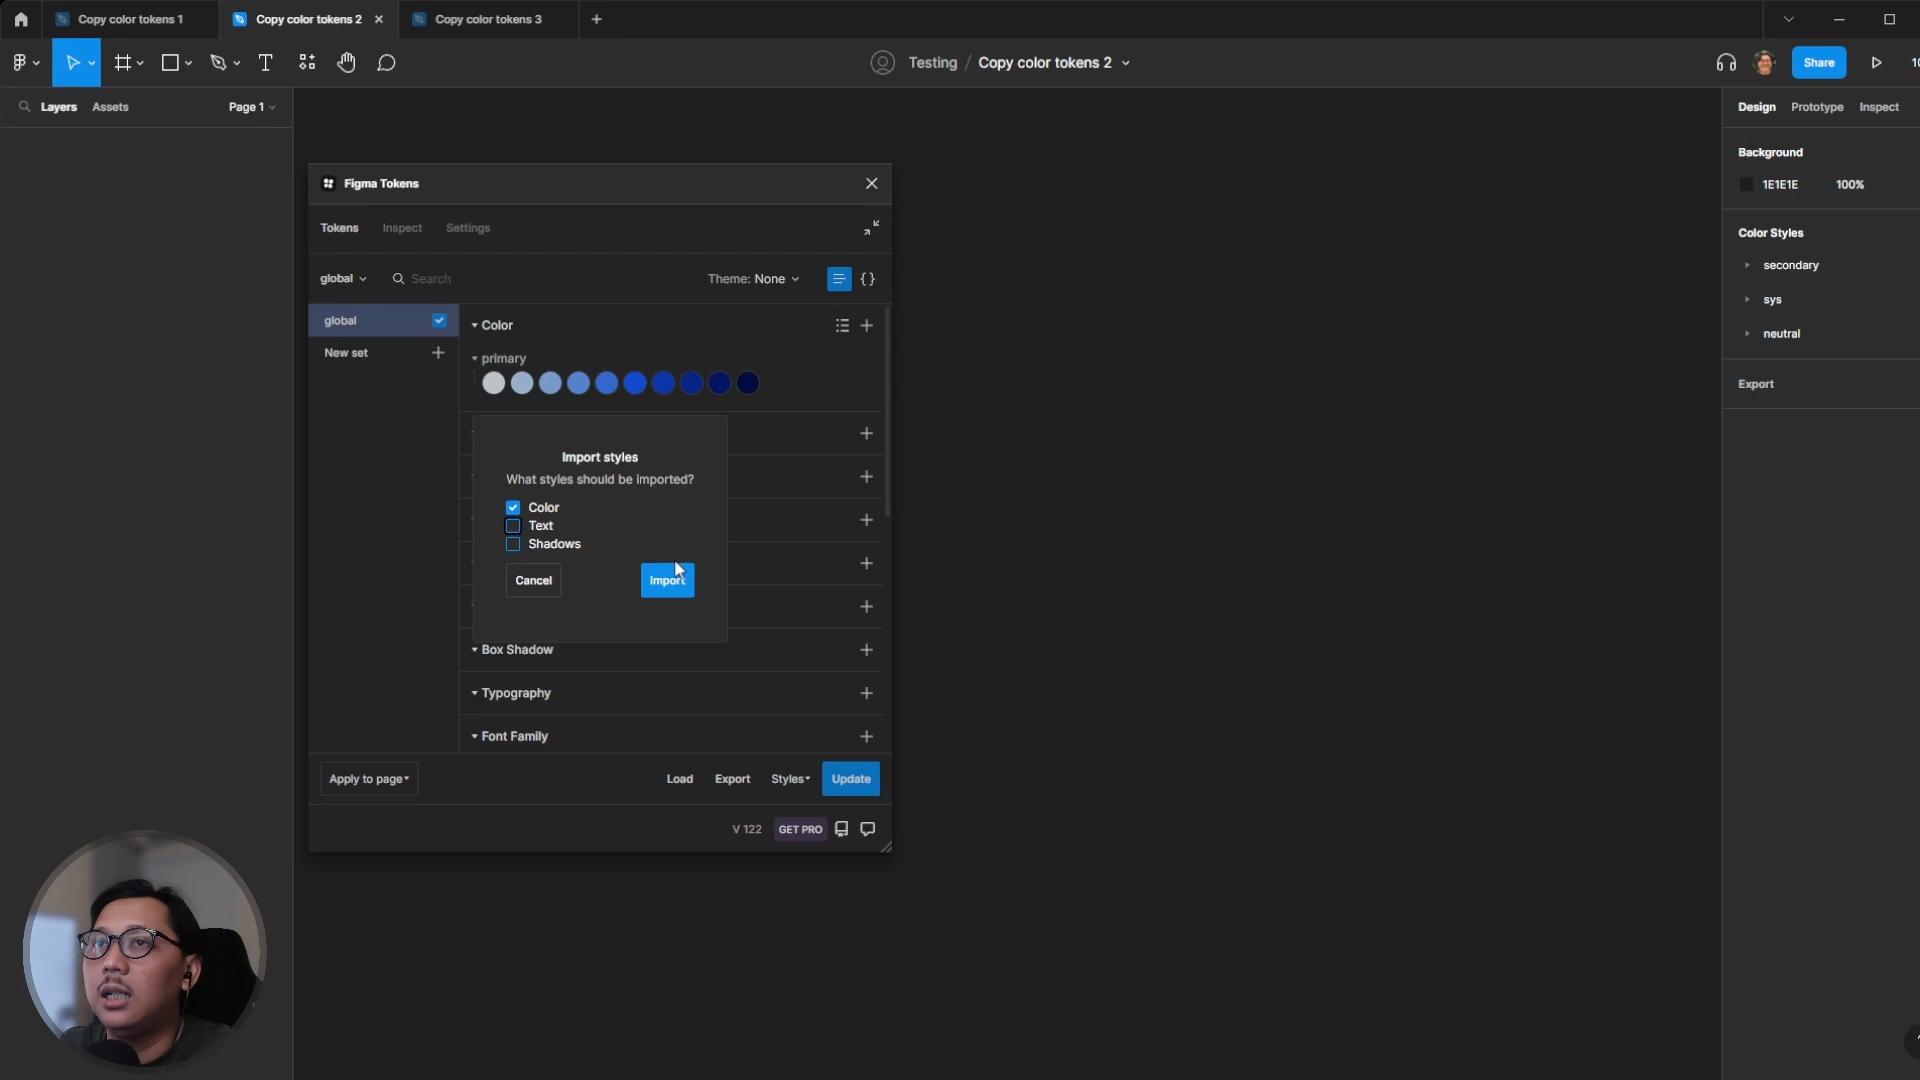 Copy color tokens 1
Copy color tokens 2
Copy color tokens 3
Testing / Copy color tokens 2
Share
Layers
Assets
Page 1
Design
Prototype
Inspect
Background
1E1E1E
100%
Color Styles
secondary
sys
neutral
Export
Figma Tokens
Tokens
Inspect
Settings
global
Search
Theme: None
{}
global
New set
Color
primary
Import styles
What styles should be imported?
Color
Text
Shadows
Cancel
Import
Box Shadow
Typography
Font Family
Apply to page
Load
Export
Styles
Update
V 122
GET PRO